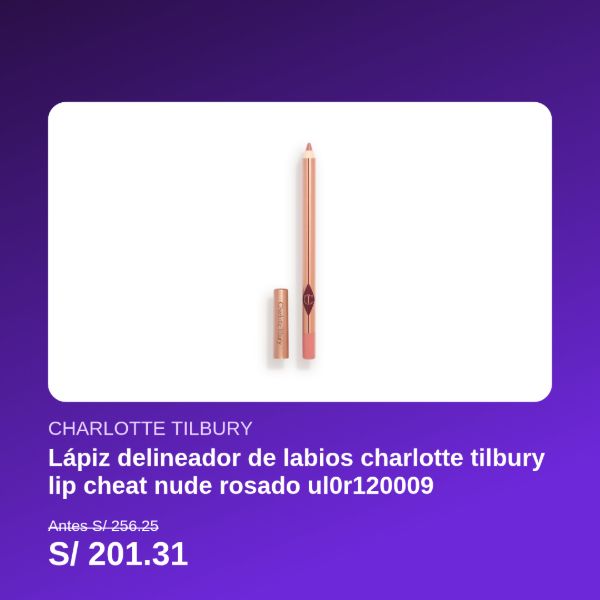 CHARLOTTE TILBURY
Lápiz delineador de labios charlotte tilbury
lip cheat nude rosado ul0r120009
Antes S/ 256.25
S/ 201.31